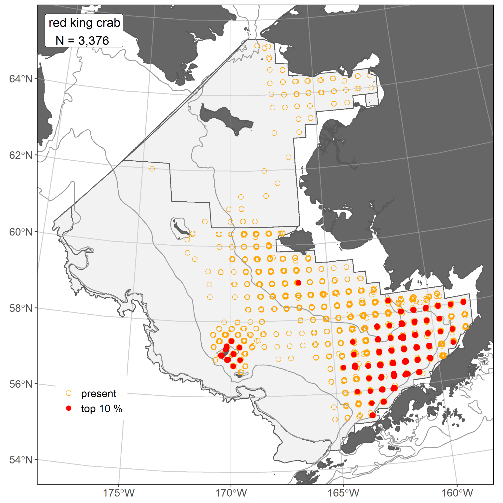 red king crab
N = 3,376
64°N
62°N
60°N
58°N
56°N
54°N
present
top 10 %
175°W
170°W
165°W
160°W